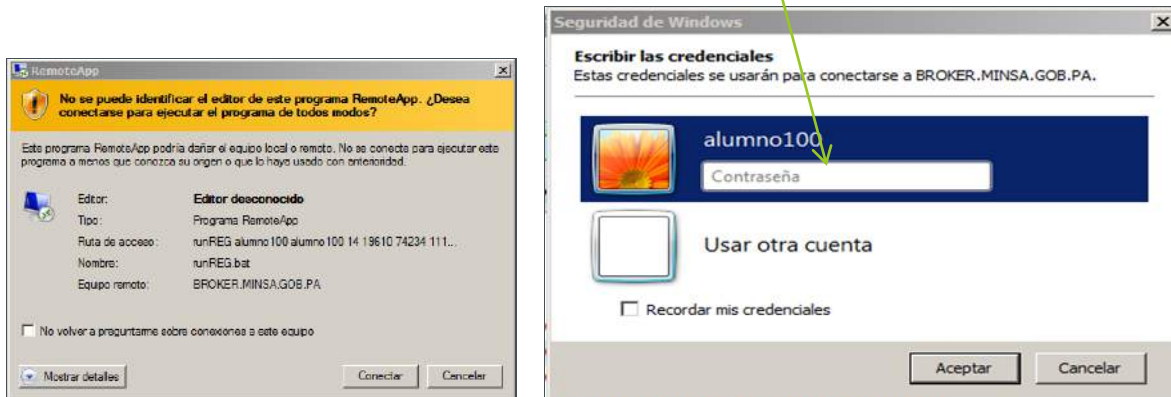 RemoteApp
No se puede identificar el editor de este programa RemoteApp. ¿Desea
conectarse para ejecutar el programa de todos modos?
Este programa RemoteApp podría dañar el equipo local o remoto. No se conecte para ejecutar este
programa a menos que conozca su origen o que lo haya usado con anterioridad.
Editor: Editor desconocido
Tipo: Programa RemoteApp
Ruta de acceso: runREG alumno100 alumno100 14 19610 74234 111...
Nombre: runREG.bat
Equipo remoto: BROKER.MINSA.GOB.PA
No volver a preguntarme sobre conexiones a este equipo
Mostrar detalles
Conectar
Cancelar
Seguridad de Windows
Escribir las credenciales
Estas credenciales se usarán para conectarse a BROKER.MINSA.GOB.PA.
alumno100
Contraseña
Usar otra cuenta
Recordar mis credenciales
Aceptar
Cancelar